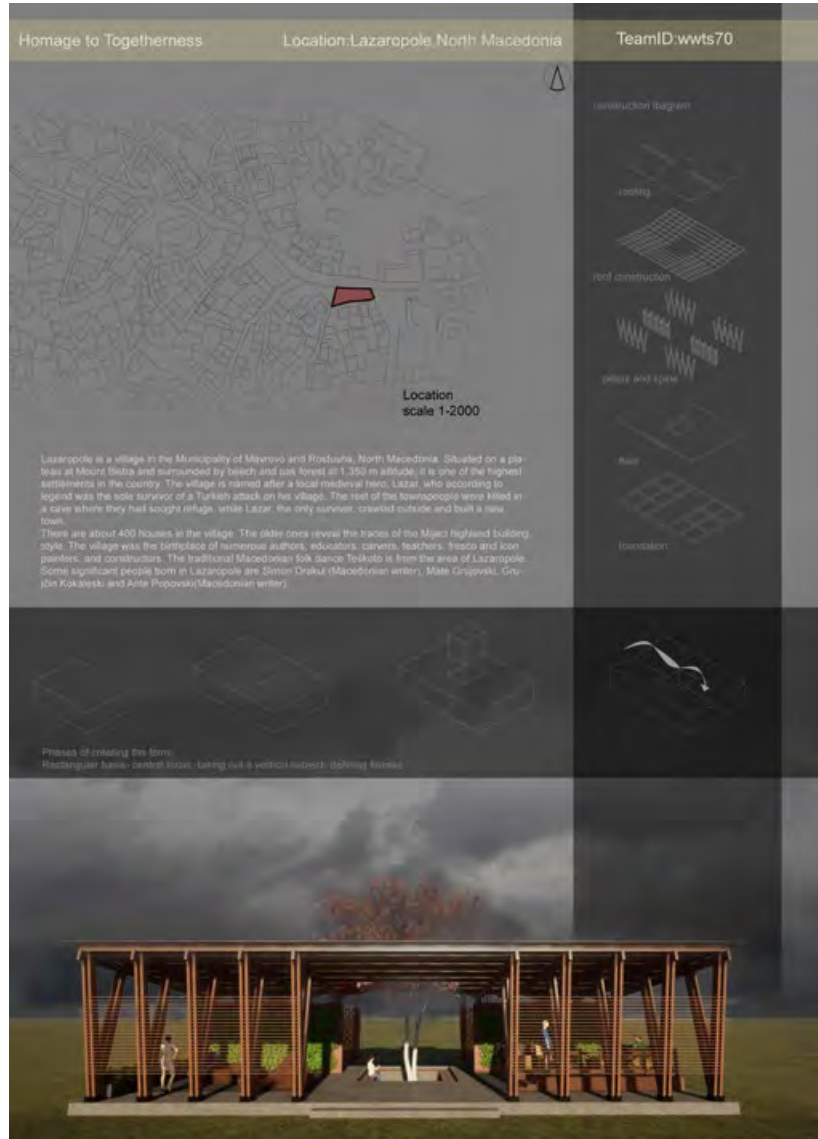 Homage to Togetherness
Location:Lazaropole,North Macedonia
TeamID:wwts70
construction diagram
roofing
roof construction
Location
scale 1-2000
Lazaropole is a village in the Municipality of Mavrovo and Rostusha, North Macedonia. Situated on a pla-
teau at Mount Bistra and surrounded by beech and oak forest at 1,350 m altitude, it is one of the highest
settlements in the country. The village is named after a local medieval hero, Lazar, who according to
legend was the sole survivor of a Turkish attack on his village. The rest of the townspeople were killed in
a cave where they had sought refuge, while Lazar, the only survivor, crawled outside and built a new
town.
There are about 400 houses in the village. The older ones reveal the traces of the Mijaci highland building
style. The village was the birthplace of numerous authors, educators, carvers, teachers, fresco and icon
painters, and constructors. The traditional Macedonian folk dance Teškoto is from the area of Lazaropole.
Some significant people born in Lazaropole are Simon Drakul (Macedonian writer), Mate Grujovski, Gru-
jčin Kokaleski and Ante Popovski(Macedonian writer).
and spine
floor
foundation
Phases of creating the form:
Rectangular basis- central focus- taking out a vertical subject- defining